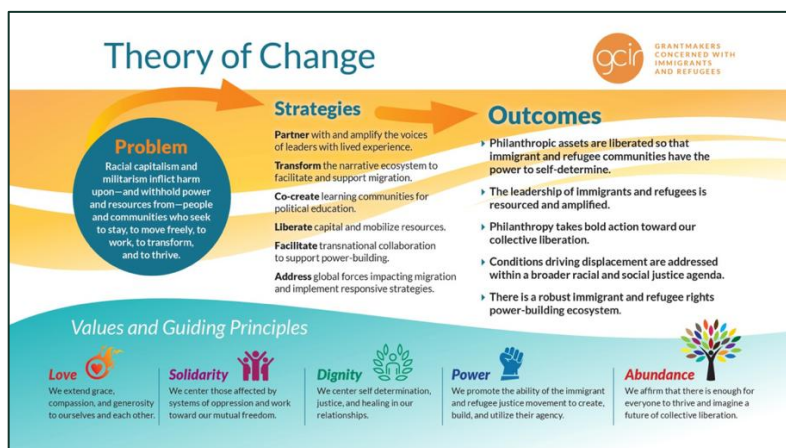 Theory of Change
gcir
GRANTMAKERS
CONCERNED WITH
IMMIGRANTS
AND REFUGEES
Problem
Racial capitalism and
militarism inflict harm
upon—and withhold power
and resources from—people
and communities who seek
to stay, to move freely, to
work, to transform,
and to thrive.
Strategies
Partner with and amplify the voices
of leaders with lived experience.
Transform the narrative ecosystem to
facilitate and support migration.
Co-create learning communities for
political education.
Liberate capital and mobilize resources.
Facilitate transnational collaboration
to support power-building.
Address global forces impacting migration
and implement responsive strategies.
Outcomes
Philanthropic assets are liberated so that
immigrant and refugee communities have the
power to self-determine.
The leadership of immigrants and refugees is
resourced and amplified.
Philanthropy takes bold action toward our
collective liberation.
Conditions driving displacement are addressed
within a broader racial and social justice agenda.
There is a robust immigrant and refugee rights
power-building ecosystem.
Values and Guiding Principles
Love
We extend grace,
compassion, and generosity
to ourselves and each other.
Solidarity
We center those affected by
systems of oppression and work
toward our mutual freedom.
Dignity
We center self determination,
justice, and healing in our
relationships.
Power
We promote the ability of the immigrant
and refugee justice movement to create,
build, and utilize their agency.
Abundance
We affirm that there is enough for
everyone to thrive and imagine a
future of collective liberation.